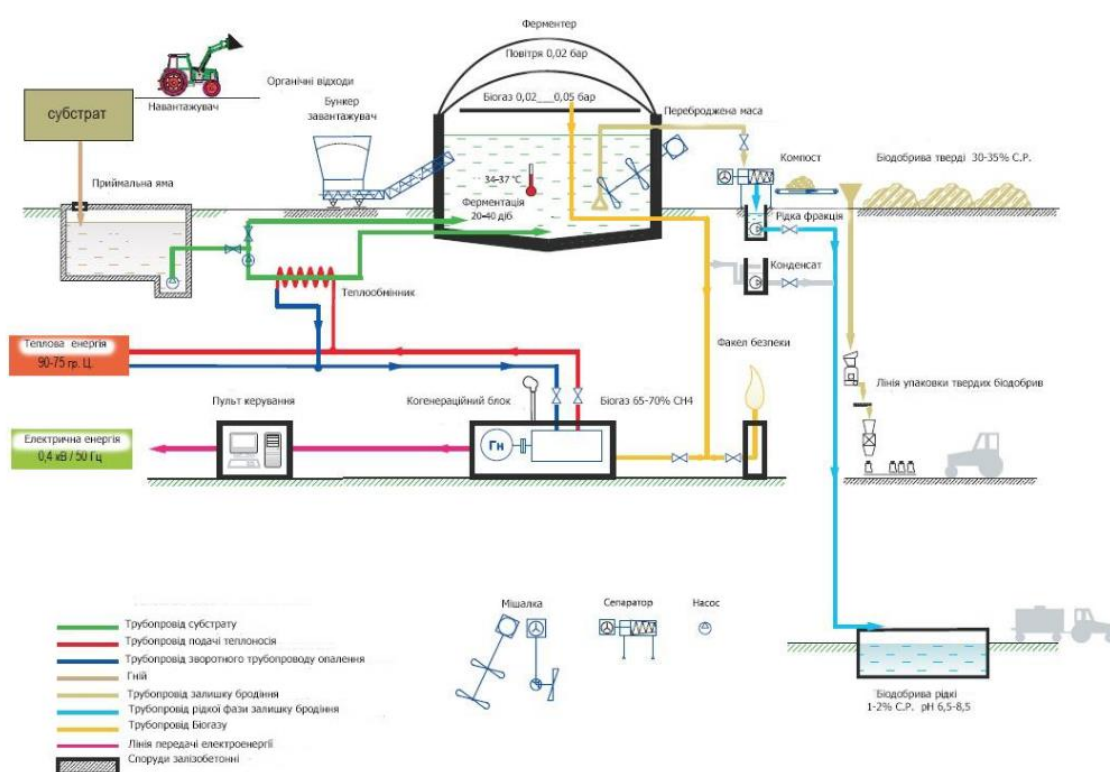 Ферментер
Повітря 0,02 бар
Органічні відходи
Бункер
завантажувач
Біогаз 0,02___0,05 бар
Навантажувач
субстрат
Переброджена маса
Компост
Біодобрива тверді 30-35% С.Р.
Приймальна яма
34-37 °C
Ферментація
20-40 діб.
Рідка фракція
Конденсат
Теплообмінник
Теплова енергія
90-75 гр. Ц.
Факел безпеки
Лінія упаковки твердих біодобрив
Пульт керування
Когенераційний блок
Біогаз 65-70% CH4
Електрична енергія
0,4 кВ / 50 Гц
Гн
Мішалка
Сепаратор
Насос
Трубопровід субстрату
Трубопровід подачі теплоносія
Трубопровід зворотного трубопроводу опалення
Гній
Трубопровід залишку бродіння
Трубопровід рідкої фази залишку бродіння
Трубопровід Біогазу
Лінія передачі електроенергії
Споруди залізобетонні
Біодобрива рідкі
1-2% С.Р. pH 6,5-8,5